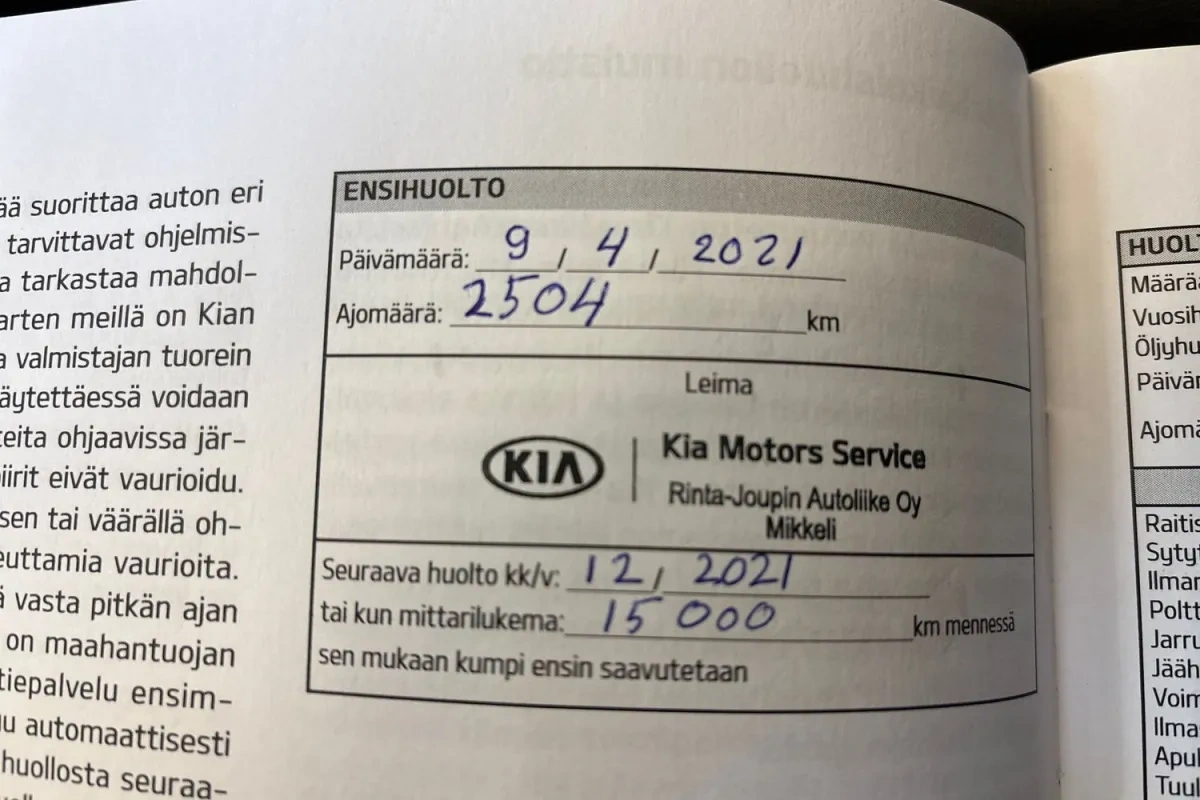 ää suorittaa auton eri
tarvittavat ohjelmis-
a tarkastaa mahdol-
arten meillä on Kian
a valmistajan tuorein
äytettäessä voidaan
teita ohjaavissa jär-
iirit eivät vaurioidu.
sen tai väärällä oh-
euttamia vaurioita.
ä vasta pitkän ajan
on maahantuojan
tiepalvelu ensim-
uu automaattisesti
huollosta seuraa-
ENSIHUOLTO
Päivämäärä: 9 / 4 / 2021
Ajomäärä: 2504 km
Leima
KIA
Kia Motors Service
Rinta-Joupin Autoliike Oy
Mikkeli
Seuraava huolto kk/v: 12 / 2021
tai kun mittarilukema: 15 000 km mennessä
sen mukaan kumpi ensin saavutetaan
HUOLT
Määrää
Vuosih
Öljyhu
Päivän
Ajomä
Raitis
Sytyt
Ilman
Poltt
Jarru
Jääh
Voim
Ilma
Apul
Tuul